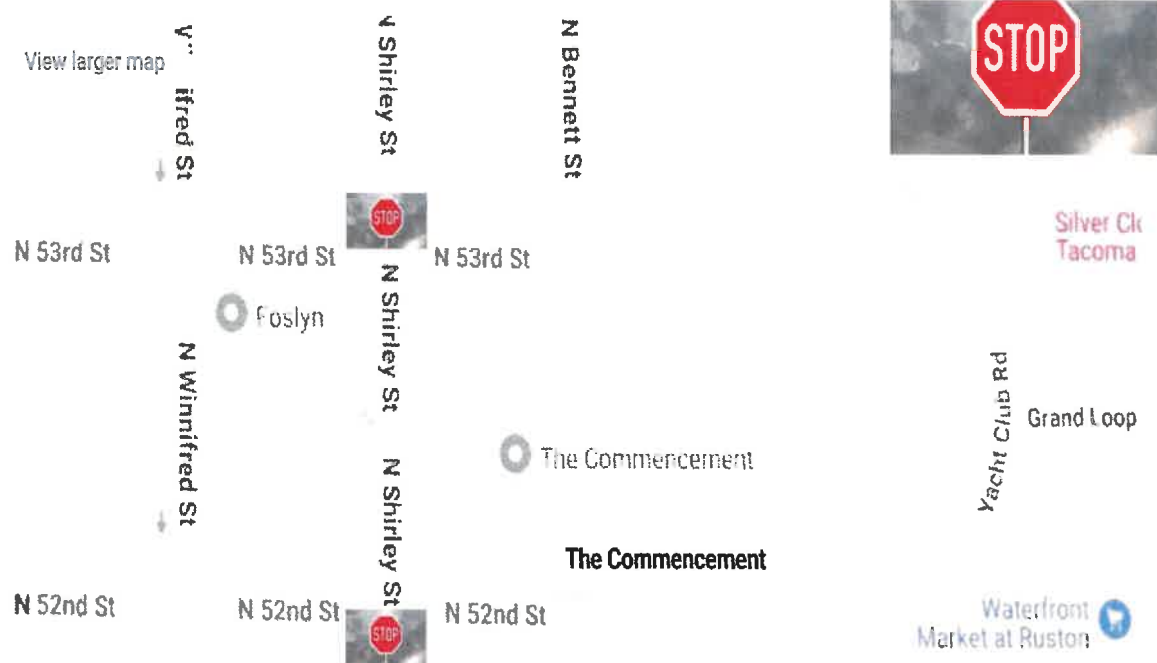 View larger map
ifred St
N Shirley St
N Bennett St
STOP
STOP
Silver
Tacoma
N 53rd St
N 53rd St
N 53rd St
Foslyn
N Shirley St
N Winnifred St
Yacht Club Rd
Grand Loop
The Commencement
N Shirley St
The Commencement
N 52nd St
N 52nd St
N 52nd St
STOP
Waterfront
Market at Ruston